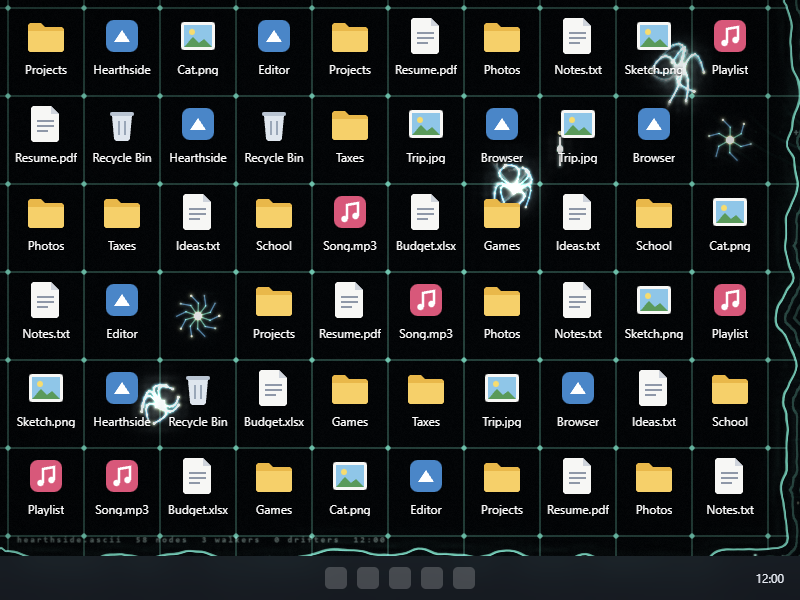 Projects Hearthside Cat.png Editor Projects Resume.pdf Photos Notes.txt Sketch.png Playlist
Resume.pdf Recycle Bin Hearthside Recycle Bin Taxes Trip.jpg Browser Trip.jpg Browser
Photos Taxes Ideas.txt School Song.mp3 Budget.xlsx Games Ideas.txt School Cat.png
Notes.txt Editor Projects Resume.pdf Song.mp3 Photos Notes.txt Sketch.png Playlist
Sketch.png Hearthside Recycle Bin Budget.xlsx Games Taxes Trip.jpg Browser Ideas.txt School
Playlist Song.mp3 Budget.xlsx Games Cat.png Editor Projects Resume.pdf Photos Notes.txt
hearthside ascii 58 nodes 3 walkers 0 drifters 12:00
12:00